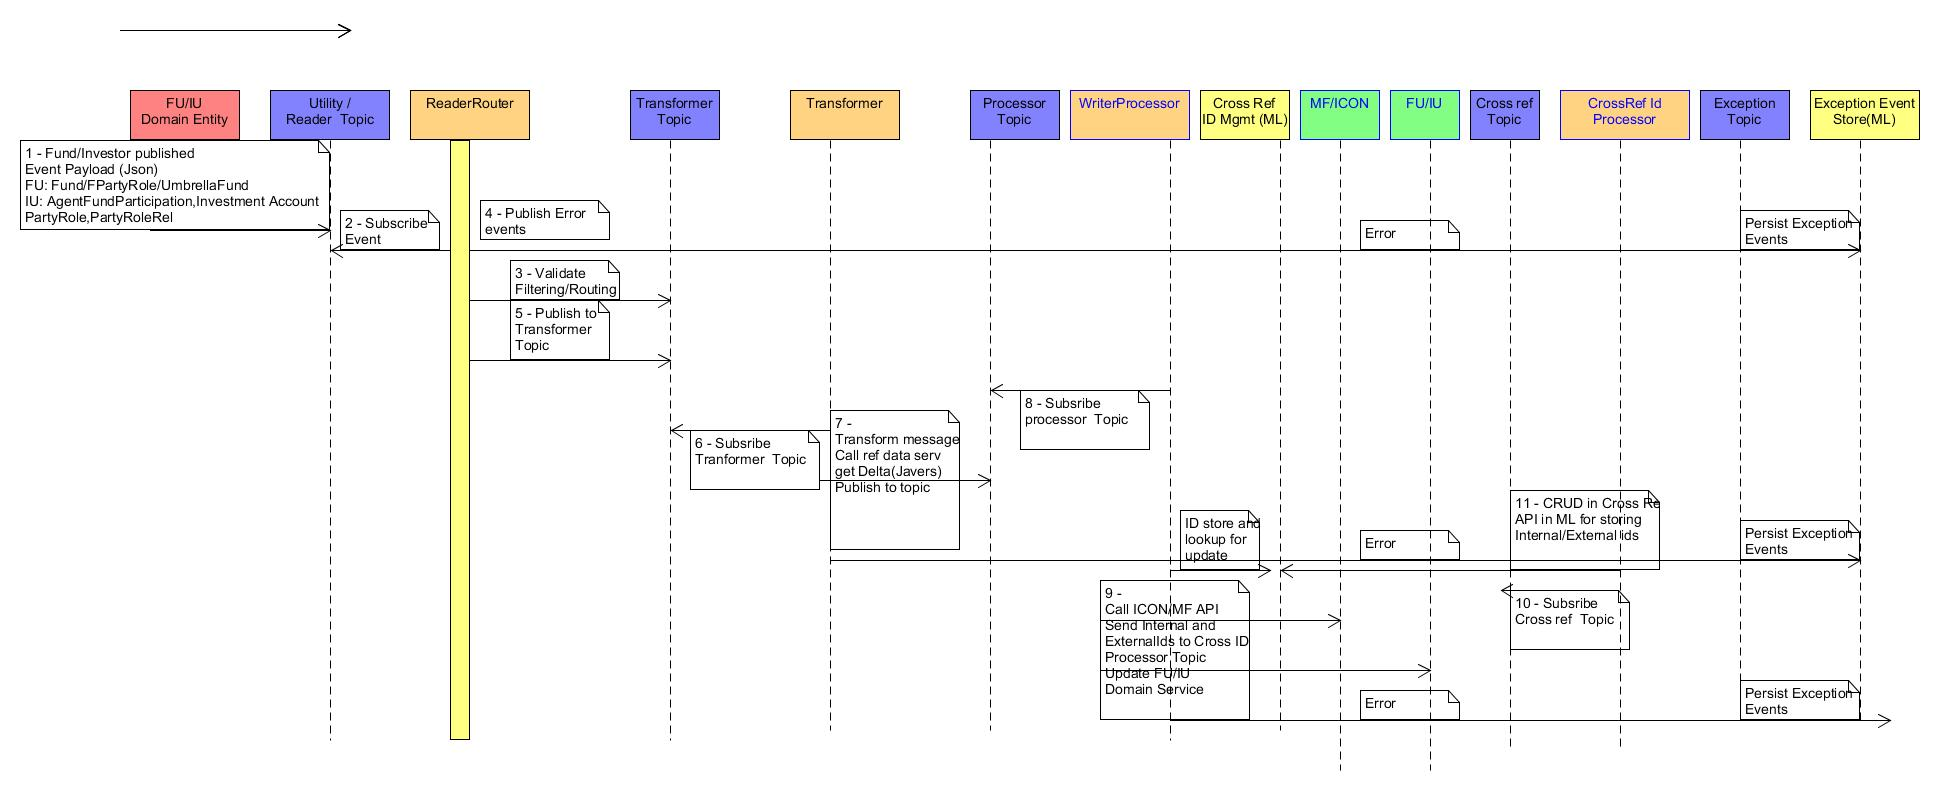 FU/IU
Domain Entity
Utility /
Reader  Topic
ReaderRouter
Transformer
Topic
Transformer
Processor
Topic
WriterProcessor
Cross Ref
ID Mgmt (ML)
MF/ICON
FU/IU
Cross ref
Topic
CrossRef Id
Processor
Exception
Topic
Exception Event
Store(ML)
1 - Fund/Investor published
Event Payload (Json)
FU: Fund/FPartyRole/UmbrellaFund
IU: AgentFundParticipation,Investment Account
PartyRole,PartyRoleRel
2 - Subscribe
Event
4 - Publish Error
events
Error
Persist Exception
Events
3 - Validate
Filtering/Routing
5 - Publish to
Transformer
Topic
8 - Subsribe
processor  Topic
6 - Subsribe
Tranformer  Topic
7 -
Transform message
Call ref data serv
get Delta(Javers)
Publish to topic
ID store and
lookup for
update
Error
11 - CRUD in Cross Re
API in ML for storing
Internal/External ids
Persist Exception
Events
9 -
Call ICON/MF API
Send Internal and
ExternalIds to Cross ID
Processor Topic
Update FU/IU
Domain Service
10 - Subsribe
Cross ref  Topic
Error
Persist Exception
Events